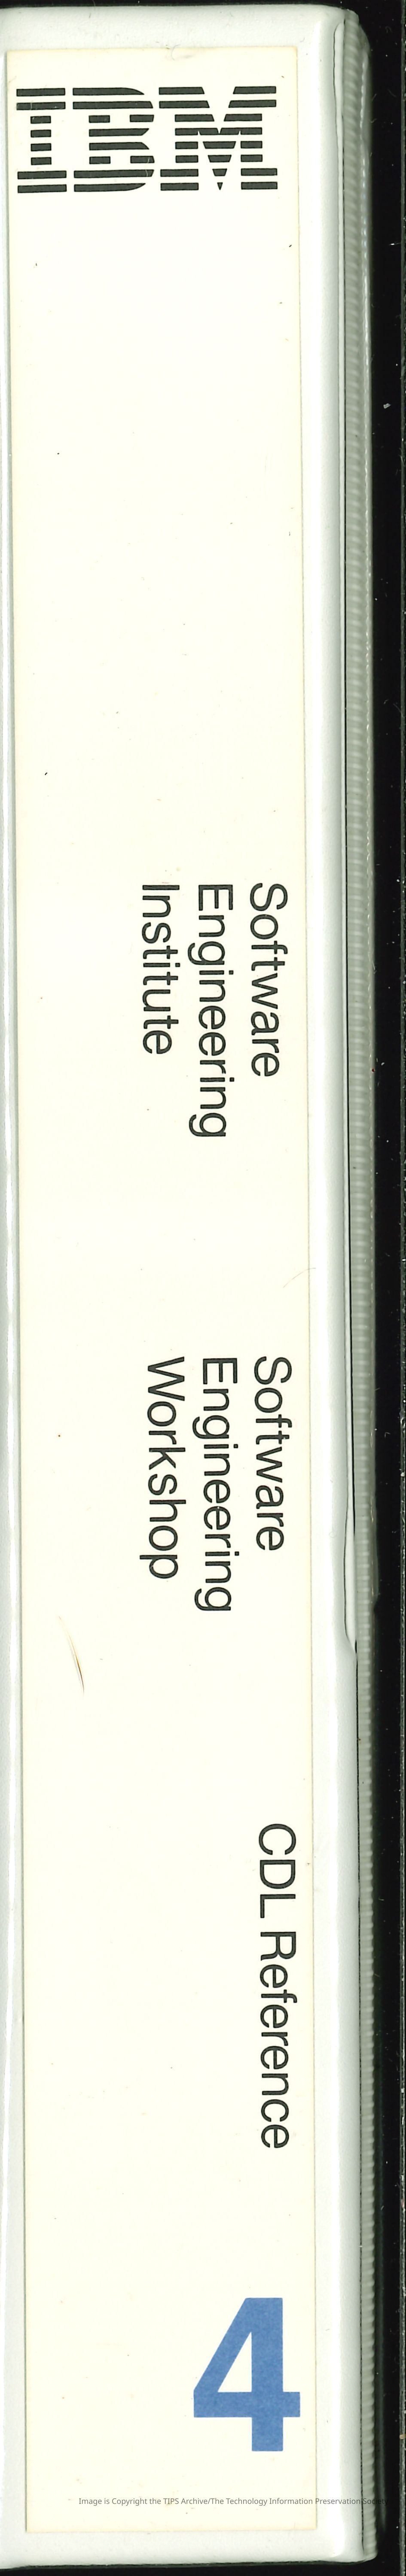 IBM
Software
Engineering
Institute
Software
Engineering
Workshop
CDL Reference
4
Image is Copyright the TIPS Archive/The Technology Information Preservation Society